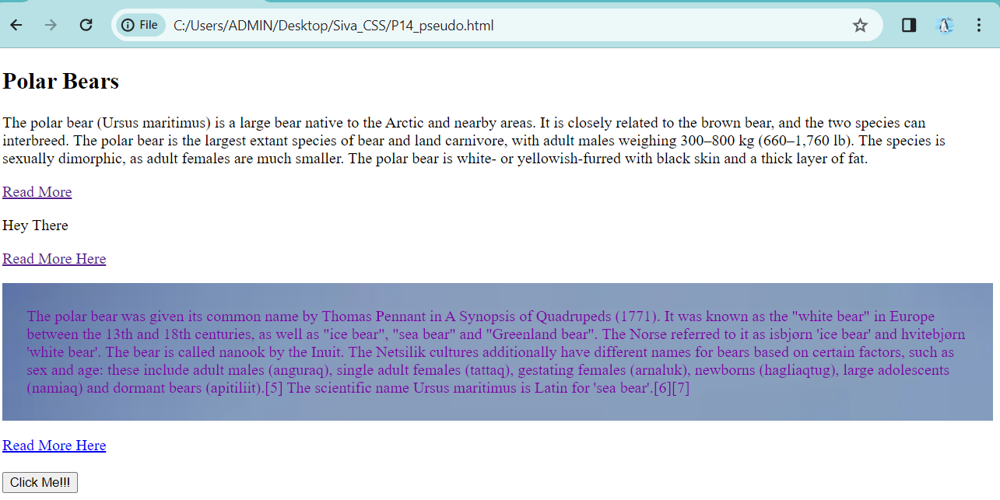 File C:/Users/ADMIN/Desktop/Siva_CSS/P14_pseudo.html
Polar Bears
The polar bear (Ursus maritimus) is a large bear native to the Arctic and nearby areas. It is closely related to the brown bear, and the two species can
interbreed. The polar bear is the largest extant species of bear and land carnivore, with adult males weighing 300–800 kg (660–1,760 lb). The species is
sexually dimorphic, as adult females are much smaller. The polar bear is white- or yellowish-furred with black skin and a thick layer of fat.
Read More
Hey There
Read More Here
The polar bear was given its common name by Thomas Pennant in A Synopsis of Quadrupeds (1771). It was known as the "white bear" in Europe
between the 13th and 18th centuries, as well as "ice bear", "sea bear" and "Greenland bear". The Norse referred to it as isbjørn 'ice bear' and hvitebjørn
'white bear'. The bear is called nanook by the Inuit. The Netsilik cultures additionally have different names for bears based on certain factors, such as
sex and age: these include adult males (anguraq), single adult females (tattaq), gestating females (arnaluk), newborns (hagliaqtug), large adolescents
(namiaq) and dormant bears (apitiliit).[5] The scientific name Ursus maritimus is Latin for 'sea bear'.[6][7]
Read More Here
Click Me!!!